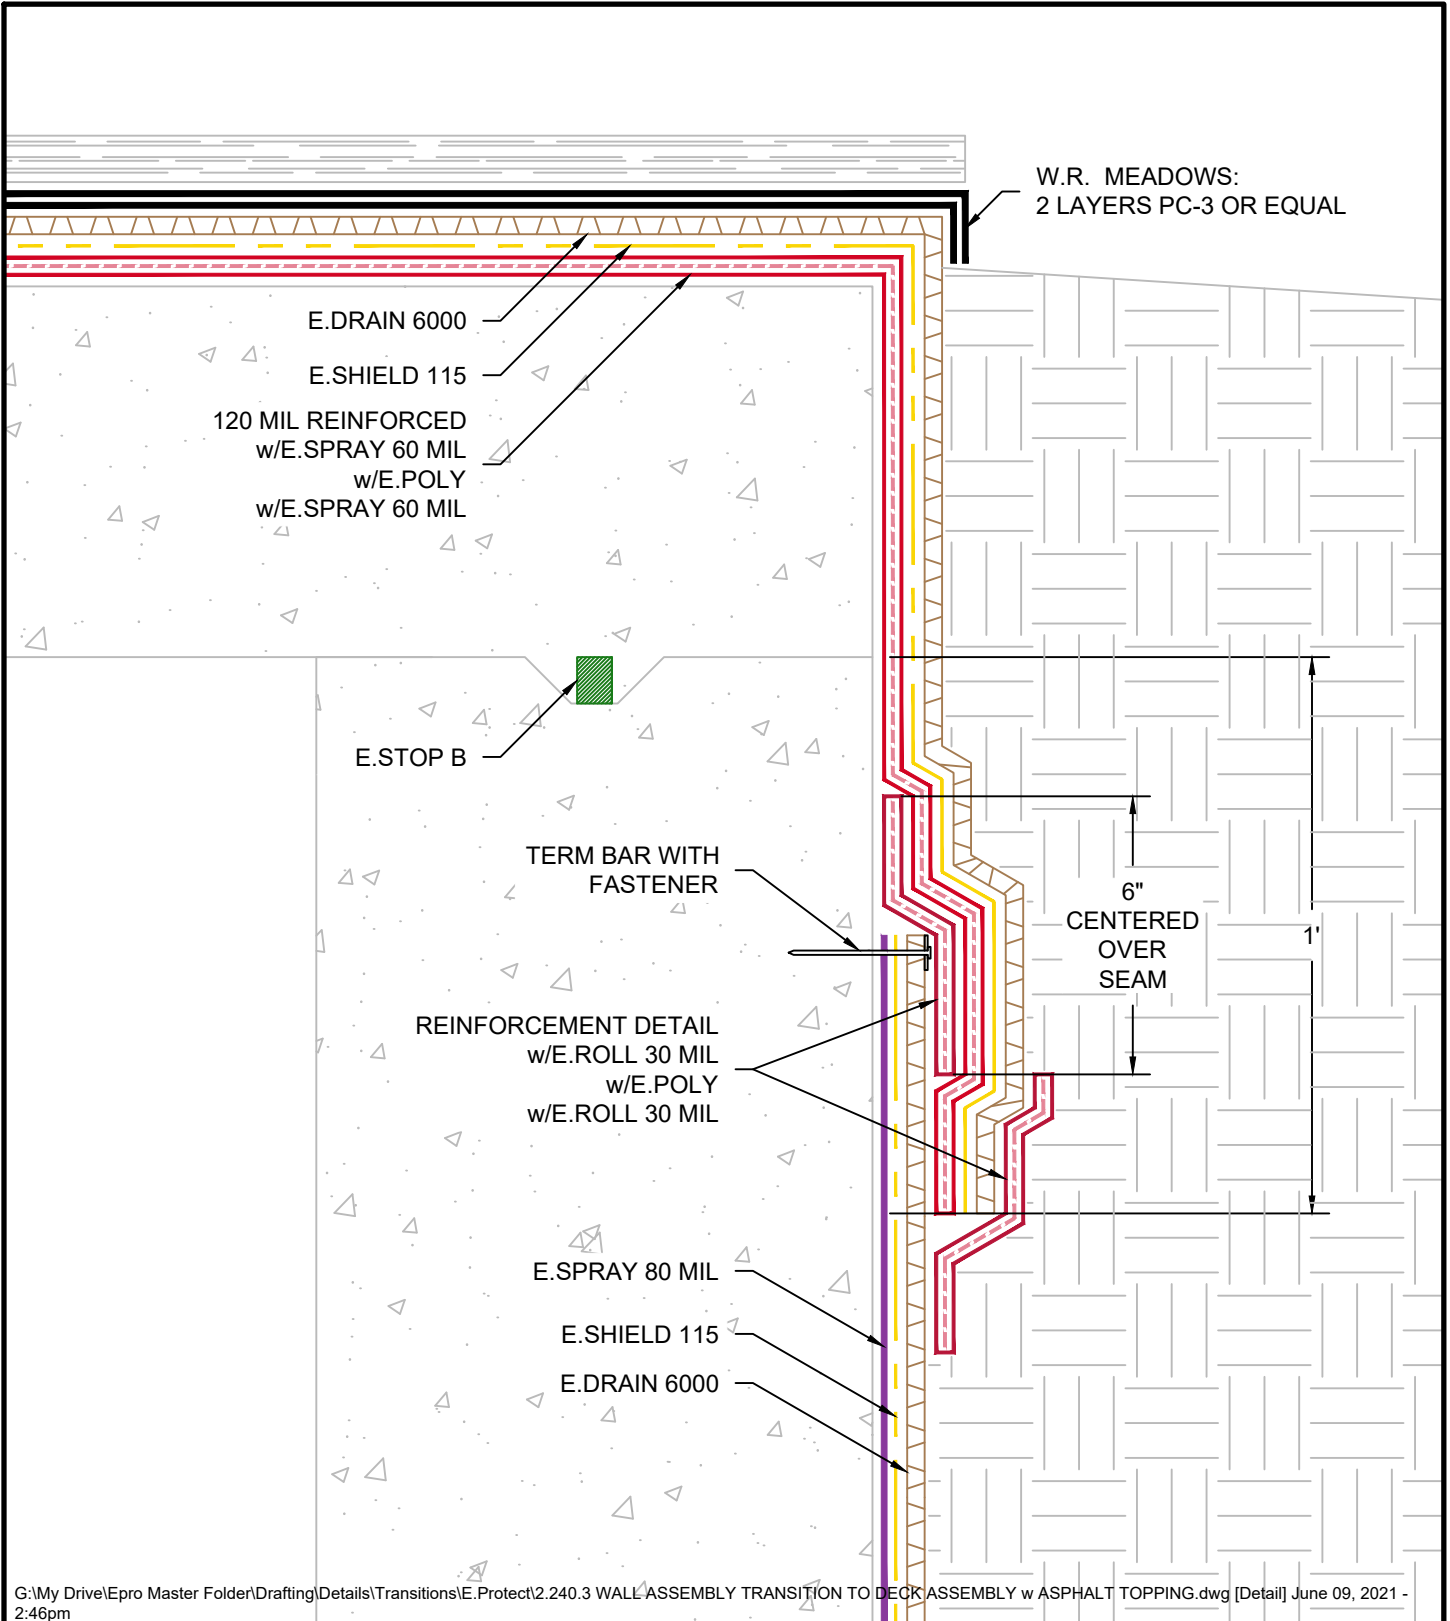 W.R. MEADOWS:
2 LAYERS PC-3 OR EQUAL
E.DRAIN 6000
E.SHIELD 115
120 MIL REINFORCED
w/E.SPRAY 60 MIL
w/E.POLY
w/E.SPRAY 60 MIL
E.STOP B
TERM BAR WITH
FASTENER
6"
CENTERED
OVER
SEAM
1'
REINFORCEMENT DETAIL
w/E.ROLL 30 MIL
w/E.POLY
w/E.ROLL 30 MIL
E.SPRAY 80 MIL
E.SHIELD 115
E.DRAIN 6000
G:\My Drive\Epro Master Folder\Drafting\Details\Transitions\E.Protect\2.240.3 WALL ASSEMBLY TRANSITION TO DECK ASSEMBLY w ASPHALT TOPPING.dwg [Detail] June 09, 2021 -
2:46pm